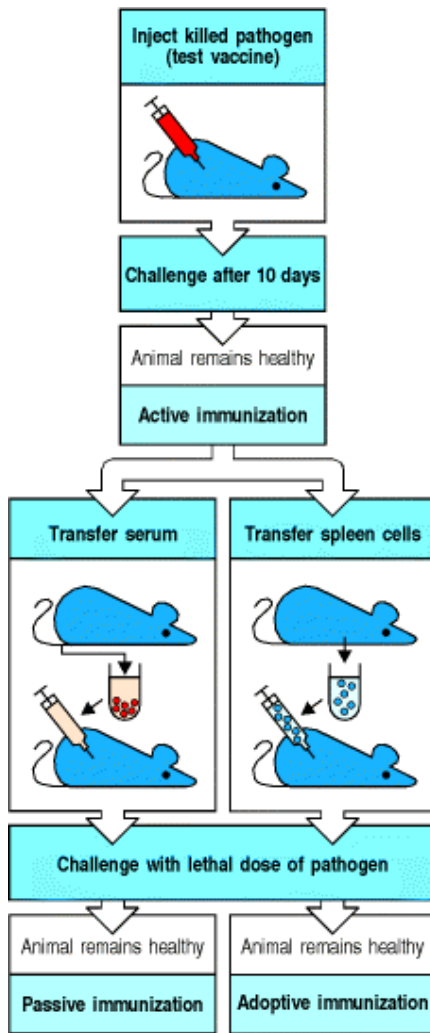 Inject killed pathogen
(test vaccine)
Challenge after 10 days
Animal remains healthy
Active immunization
Transfer serum
Transfer spleen cells
Challenge with lethal dose of pathogen
Animal remains healthy
Passive immunization
Animal remains healthy
Adoptive immunization